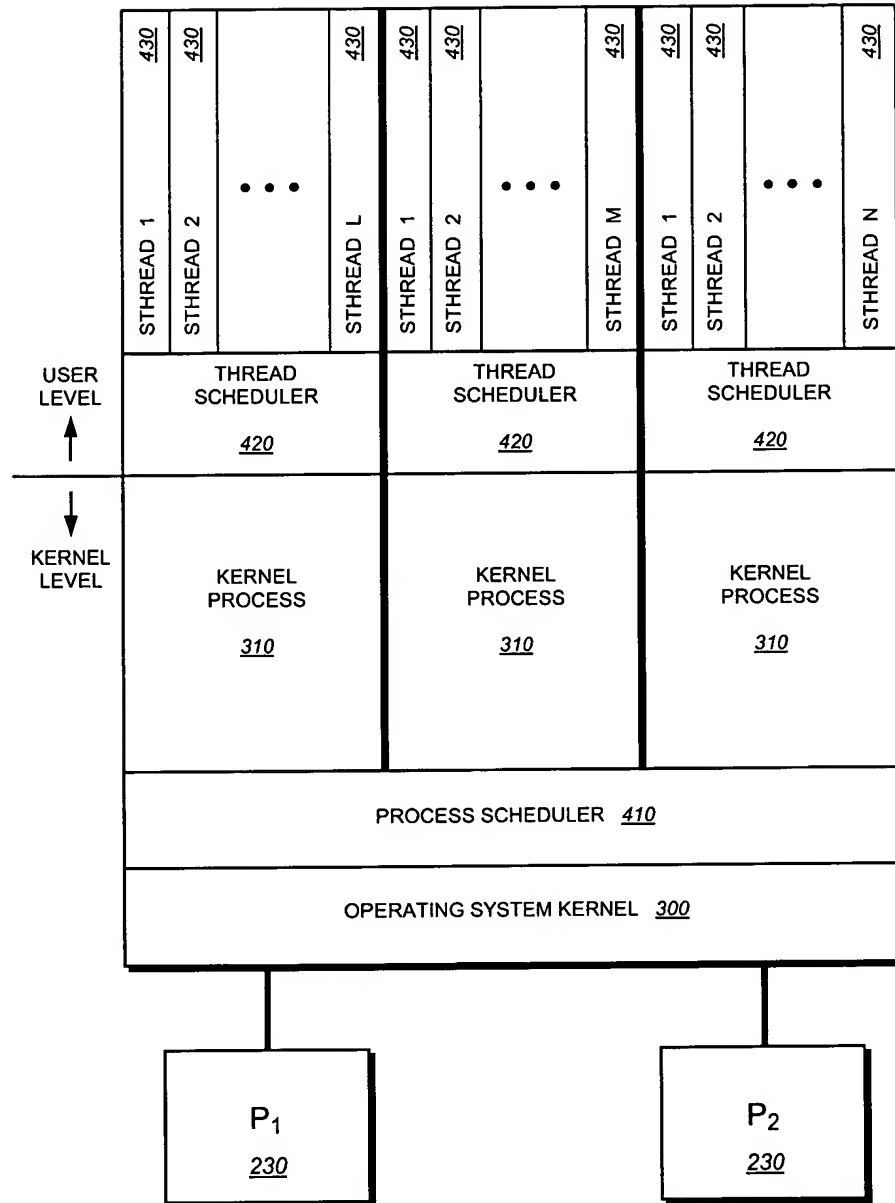 430
430
430
430
430
430
430
430
430
STHREAD 1
STHREAD 2
• • •
STHREAD L
STHREAD 1
STHREAD 2
• • •
STHREAD M
STHREAD 1
STHREAD 2
• • •
STHREAD N
USER
LEVEL
THREAD
SCHEDULER
420
THREAD
SCHEDULER
420
THREAD
SCHEDULER
420
KERNEL
LEVEL
KERNEL
PROCESS
310
KERNEL
PROCESS
310
KERNEL
PROCESS
310
PROCESS SCHEDULER 410
OPERATING SYSTEM KERNEL 300
P1
230
P2
230